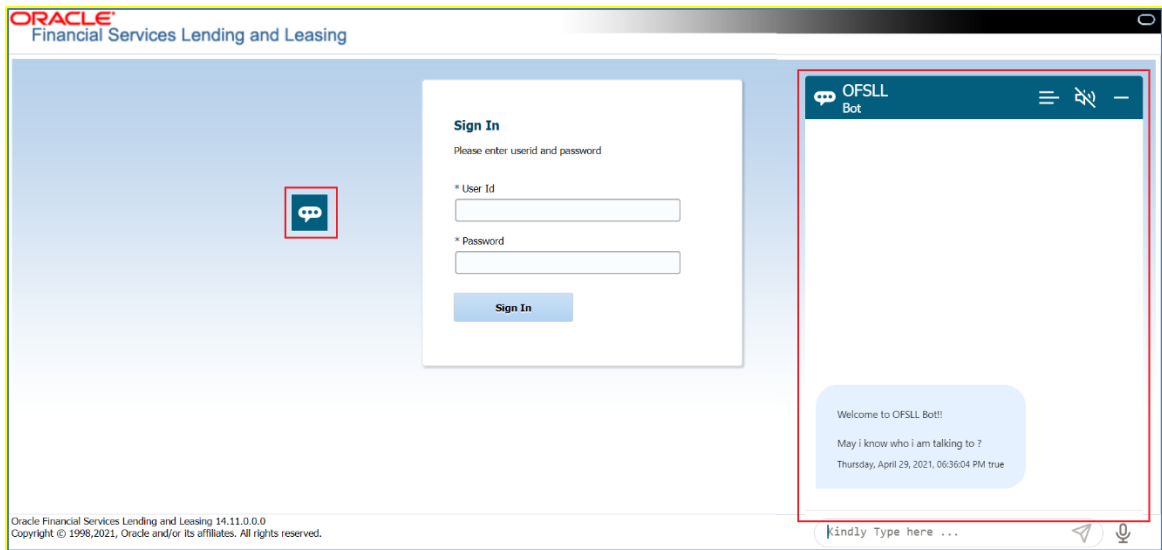 ORACLE
Financial Services Lending and Leasing
Sign In
Please enter userid and password
* User Id
* Password
Sign In
OFSLL
Bot
Welcome to OFSLL Bot!!
May i know who i am talking to ?
Thursday, April 29, 2021, 06:36:04 PM true
Kindly Type here ...
Oracle Financial Services Lending and Leasing 14.11.0.0.0
Copyright © 1998,2021, Oracle and/or its affiliates. All rights reserved.